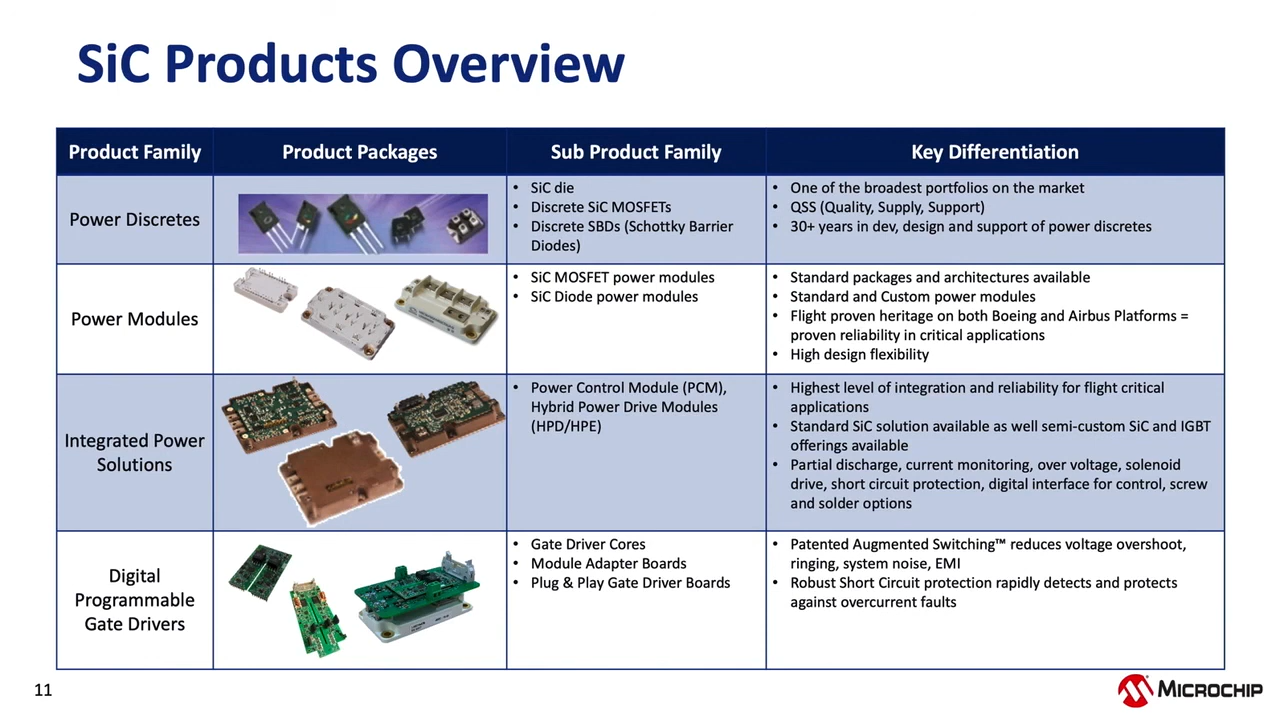 SiC Products Overview
Product Family
Product Packages
Sub Product Family
Key Differentiation
Power Discretes
• SiC die
• Discrete SiC MOSFETs
• Discrete SBDs (Schottky Barrier
Diodes)
• One of the broadest portfolios on the market
• QSS (Quality, Supply, Support)
• 30+ years in dev, design and support of power discretes
Power Modules
• SiC MOSFET power modules
• SiC Diode power modules
• Standard packages and architectures available
• Standard and Custom power modules
• Flight proven heritage on both Boeing and Airbus Platforms =
proven reliability in critical applications
• High design flexibility
Integrated Power
Solutions
• Power Control Module (PCM),
Hybrid Power Drive Modules
(HPD/HPE)
• Highest level of integration and reliability for flight critical
applications
• Standard SiC solution available as well semi-custom SiC and IGBT
offerings available
• Partial discharge, current monitoring, over voltage, solenoid
drive, short circuit protection, digital interface for control, screw
and solder options
Digital
Programmable
Gate Drivers
• Gate Driver Cores
• Module Adapter Boards
• Plug & Play Gate Driver Boards
• Patented Augmented Switching™ reduces voltage overshoot,
ringing, system noise, EMI
• Robust Short Circuit protection rapidly detects and protects
against overcurrent faults
11
MICROCHIP